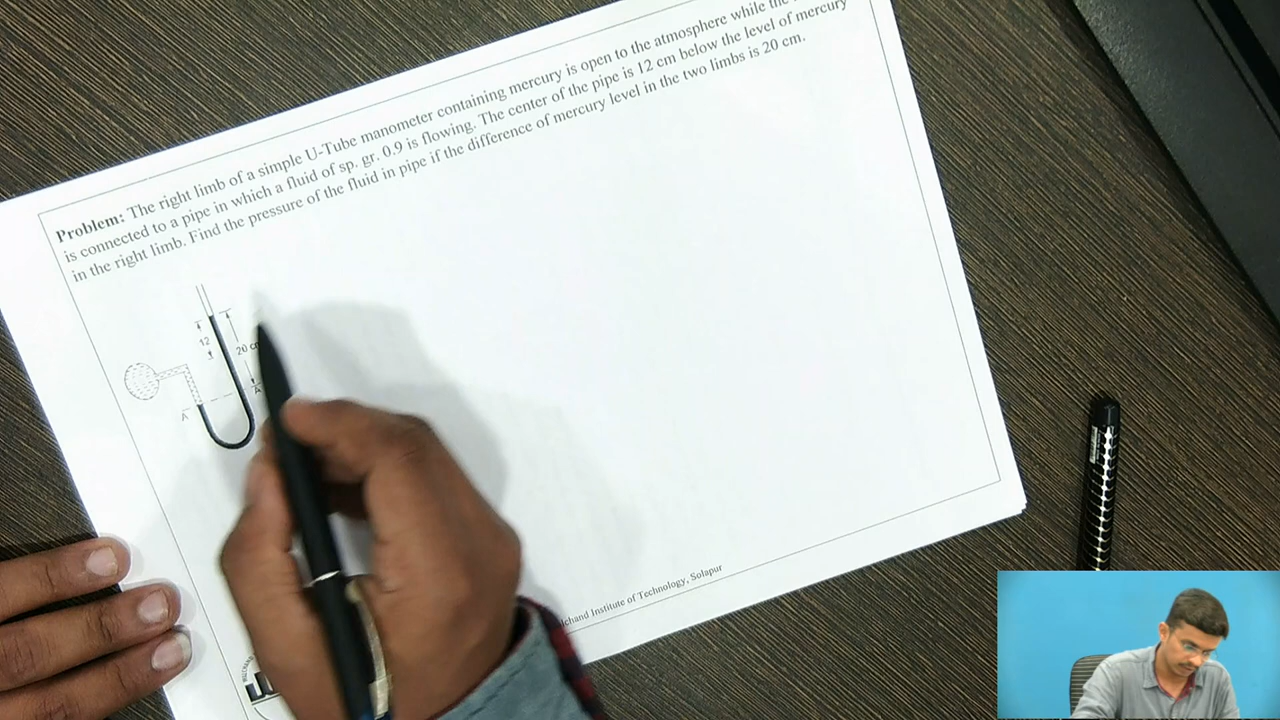 Problem: The right limb of a simple U-Tube manometer containing mercury is open to the atmosphere while the
is connected to a pipe in which a fluid of sp. gr. 0.9 is flowing. The center of the pipe is 12 cm below the level of mercury
in the right limb. Find the pressure of the fluid in pipe if the difference of mercury level in the two limbs is 20 cm.
12
20 cm
A
A
lchand Institute of Technology, Solapur